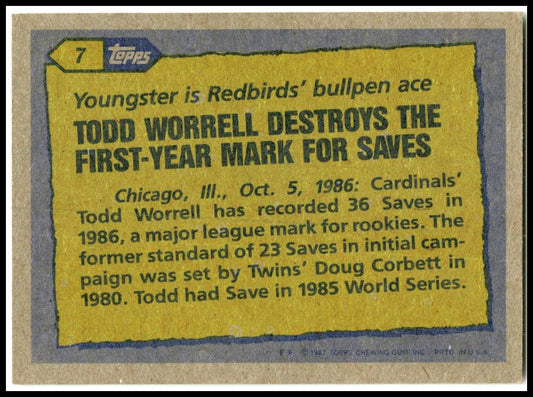 7 Topps
Youngster is Redbirds' bullpen ace
TODD WORRELL DESTROYS THE
FIRST-YEAR MARK FOR SAVES
Chicago, Ill., Oct. 5, 1986: Cardinals'
Todd Worrell has recorded 36 Saves in
1986, a major league mark for rookies. The
former standard of 23 Saves in initial cam-
paign was set by Twins' Doug Corbett in
1980. Todd had Save in 1985 World Series.
© 1987 TOPPS CHEWING GUM, INC. PRTD. IN U.S.A.